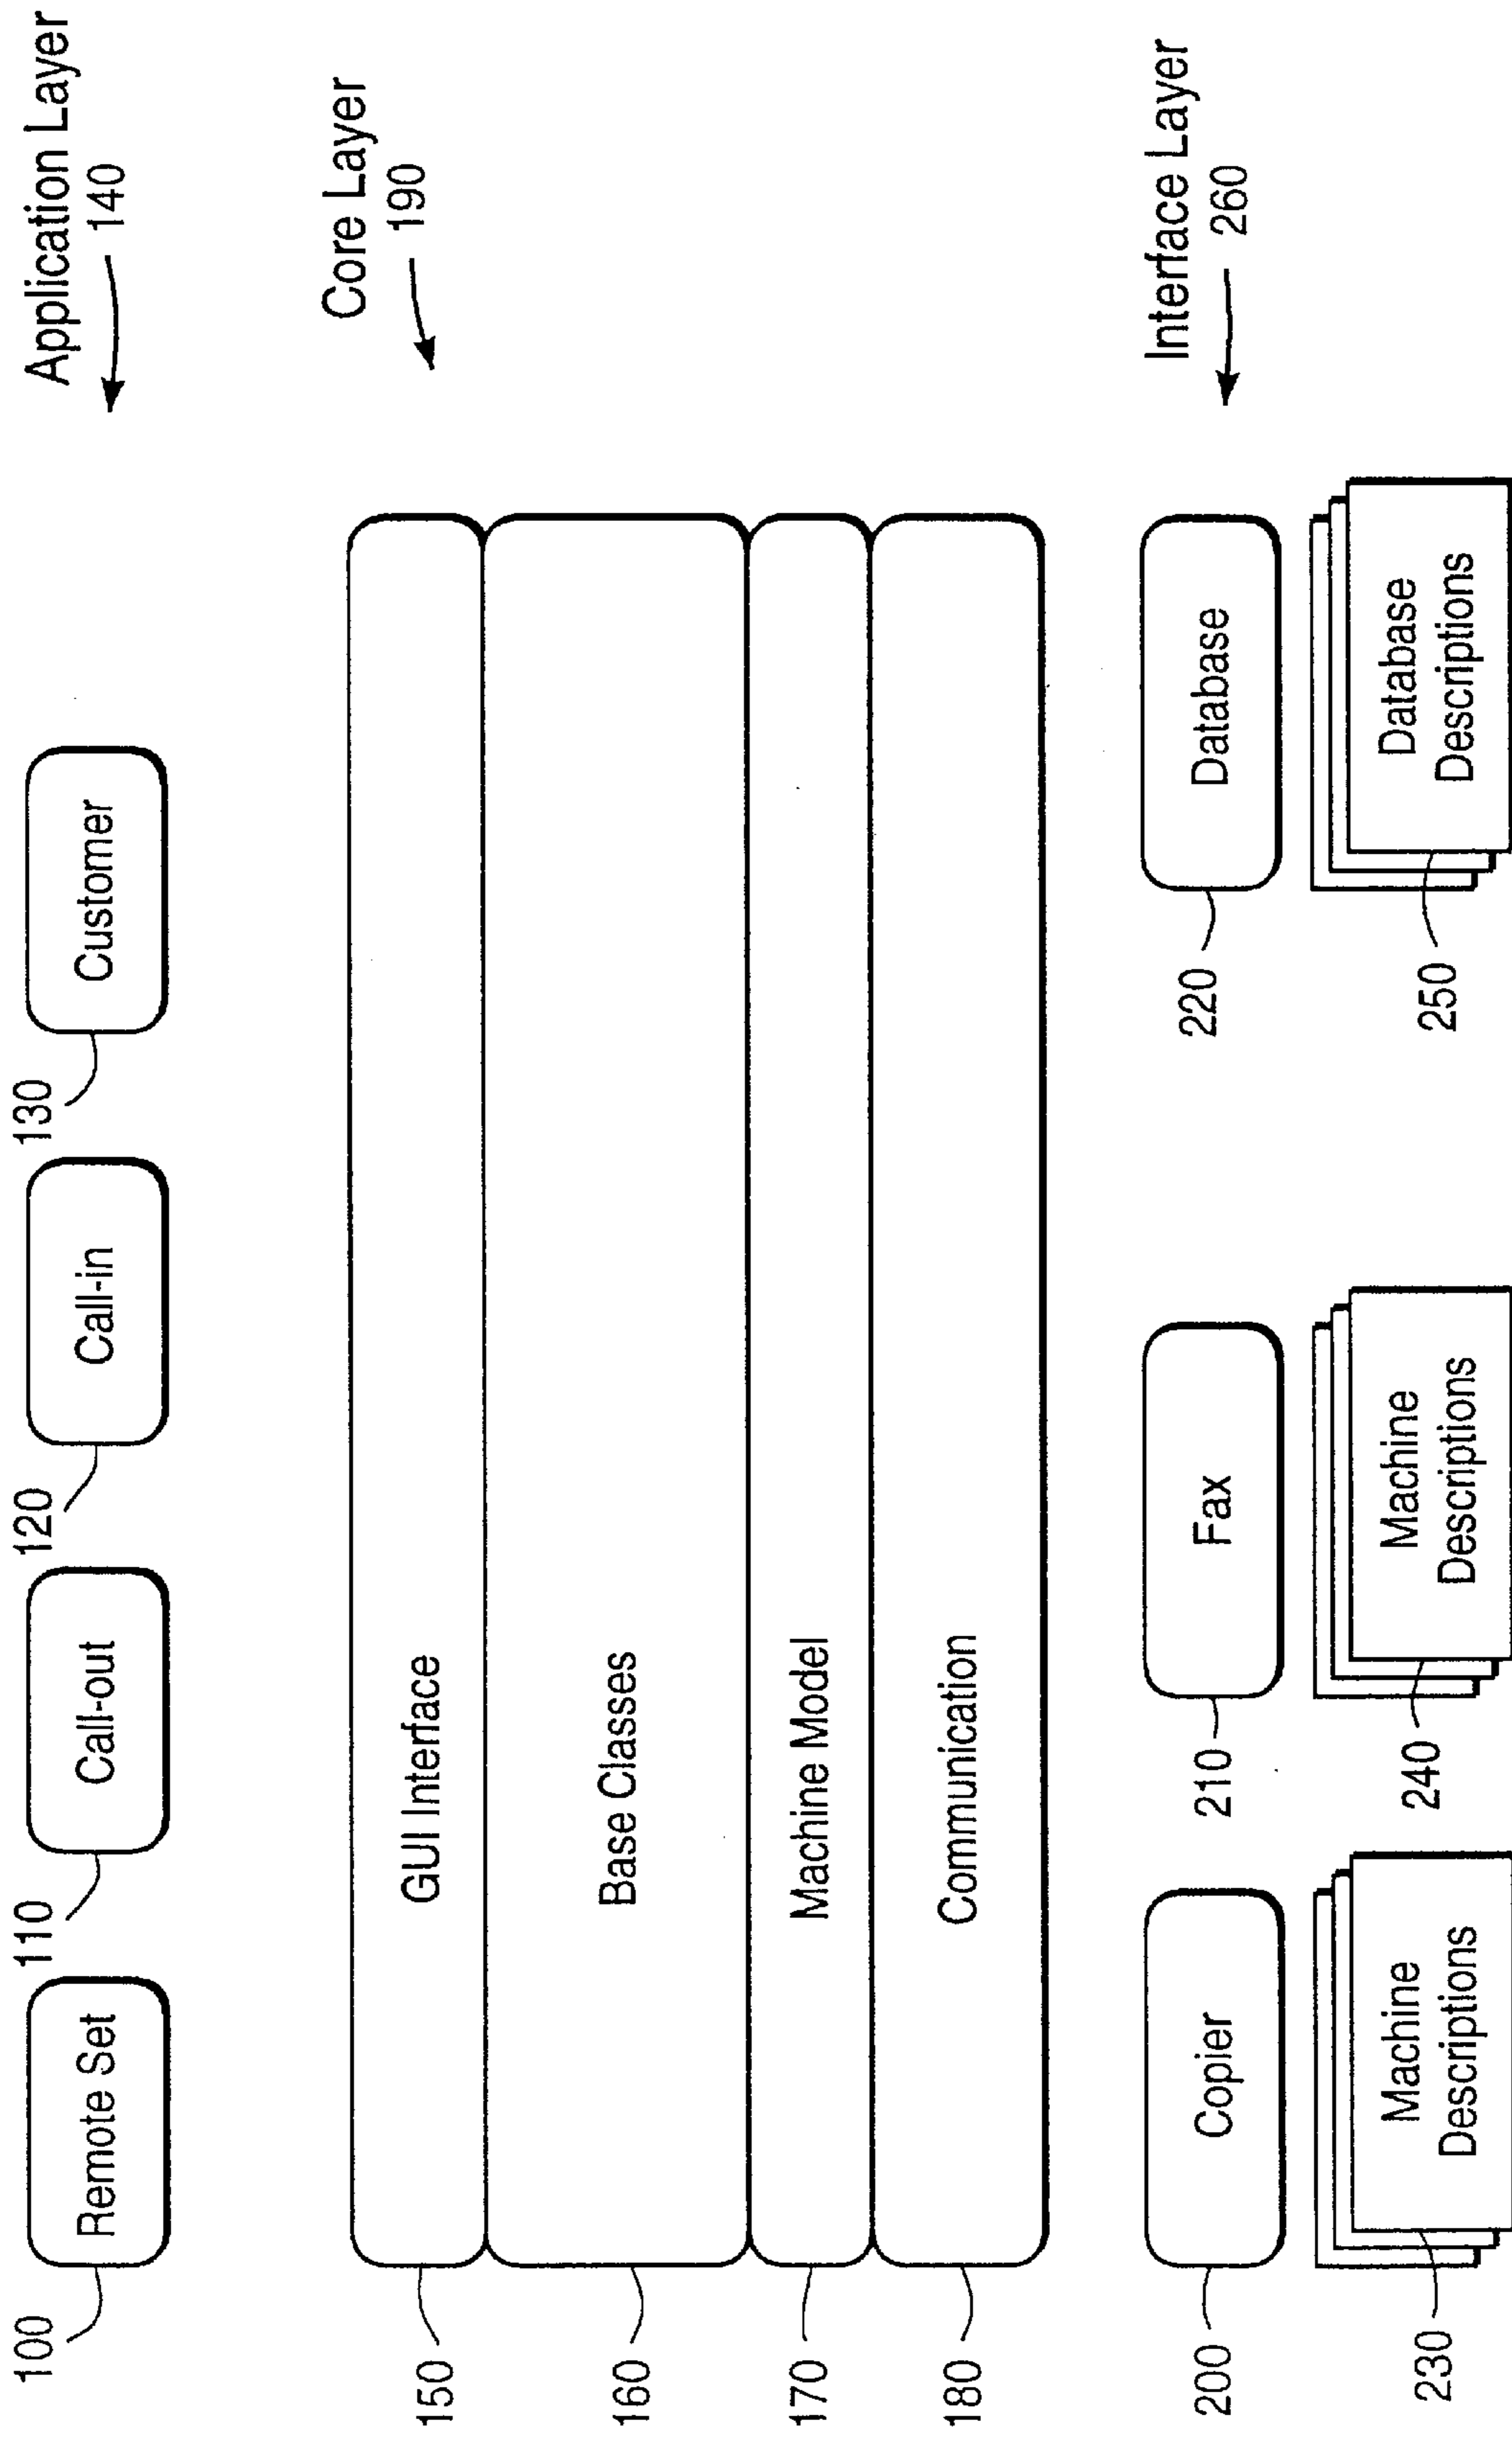 Application Layer
140
100
Remote Set
110
Call-out
120
Call-in
130
Customer
Core Layer
190
150
GUI Interface
160
Base Classes
170
Machine Model
180
Communication
Interface Layer
260
200
Copier
210
Fax
220
Database
230
Machine
Descriptions
240
Machine
Descriptions
250
Database
Descriptions